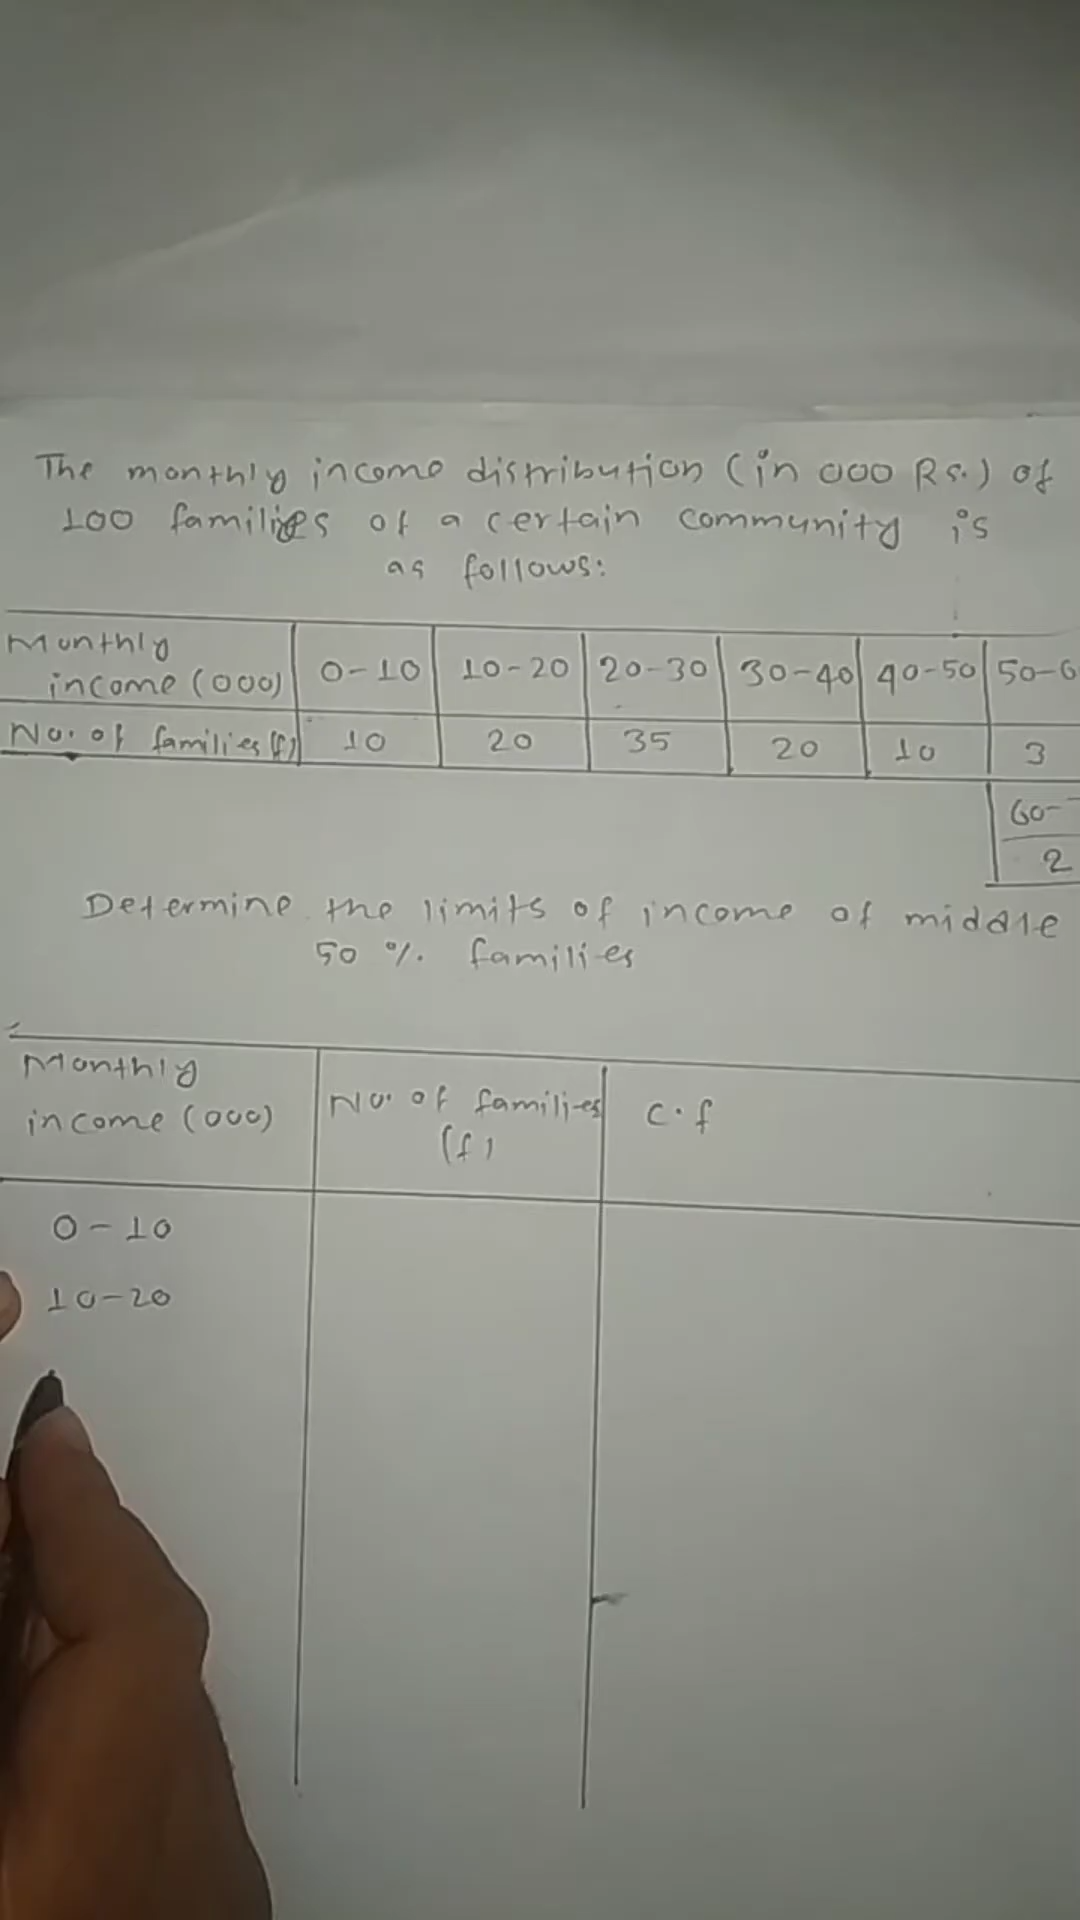 The monthly income distribution (in 000 Rs.) of
100 families of a certain community is
as follows:
Monthly income (000) 0-10 10-20 20-30 30-40 40-50 50-6
No. of families (f) 10 20 35 20 10 3
60-
2
Determine the limits of income of middle
50 %. families
Monthly income (000) No. of families (f) C.f
0-10
10-20